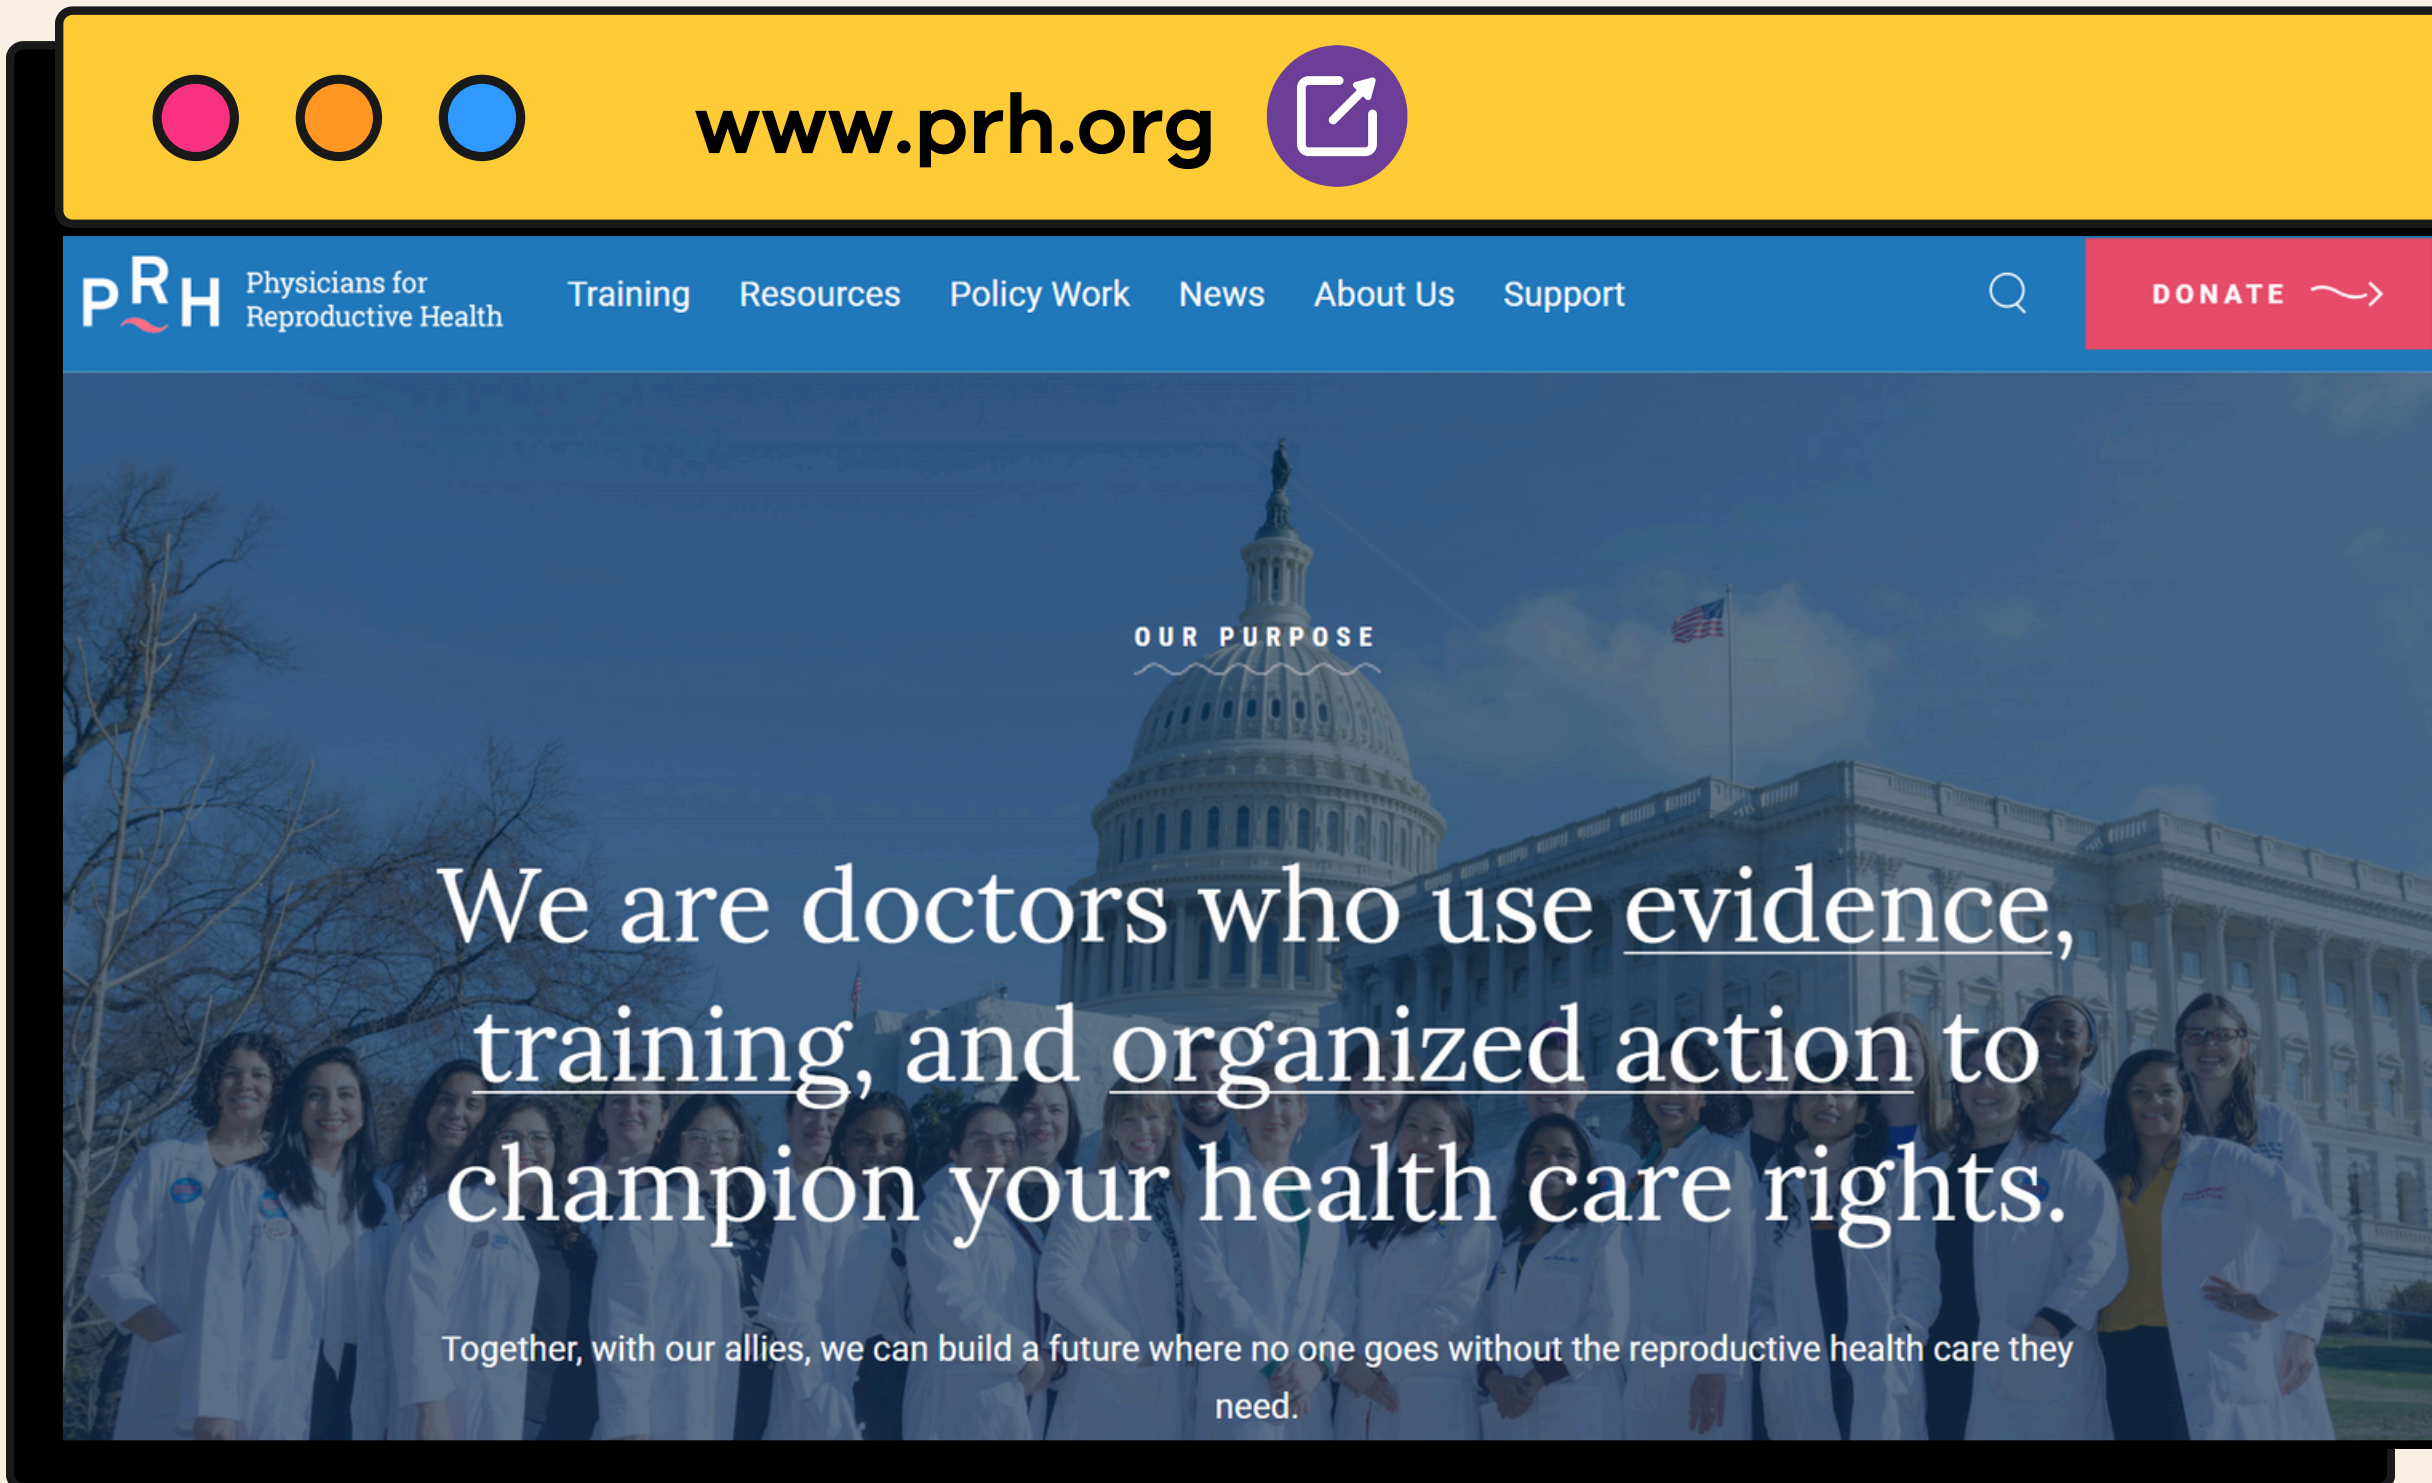 www.prh.org
PRH
Physicians for
Reproductive Health
Training Resources Policy Work News About Us Support
DONATE
OUR PURPOSE
We are doctors who use evidence,
training, and organized action to
champion your health care rights.
Together, with our allies, we can build a future where no one goes without the reproductive health care they
need.